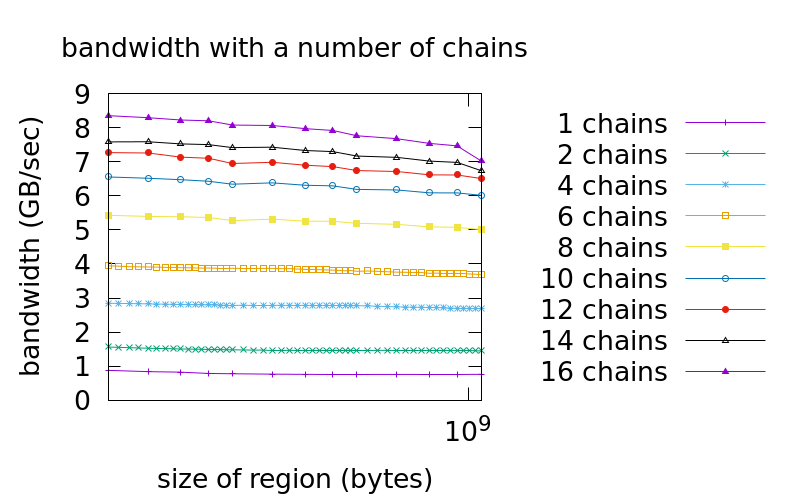 bandwidth with a number of chains
bandwidth (GB/sec)
9
8
7
6
5
4
3
2
1
0
10⁹
size of region (bytes)
1 chains
2 chains
4 chains
6 chains
8 chains
10 chains
12 chains
14 chains
16 chains